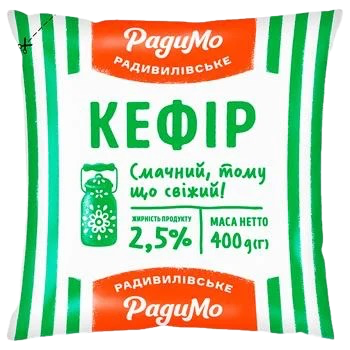 РадиМо
РАДИВИЛІВСЬКЕ
КЕФІР
Смачний, тому
що свіжий!
ЖИРНІСТЬ ПРОДУКТУ
2,5%
МАСА НЕТТО
400g(г)
РАДИВИЛІВСЬКЕ
РадиМо